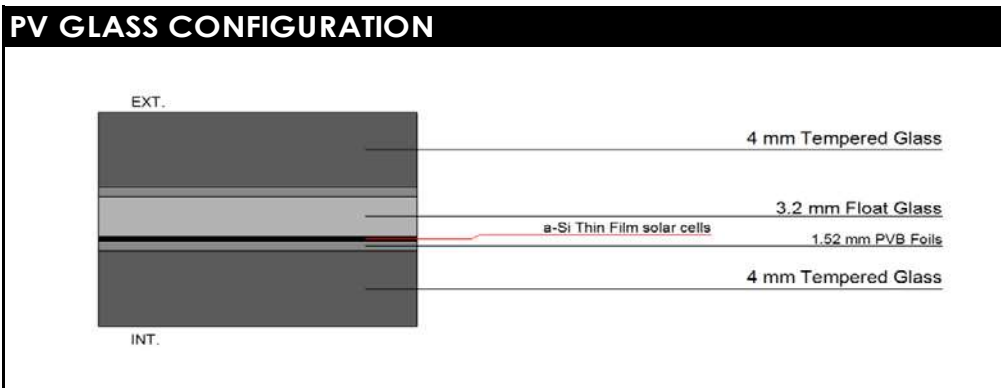 PV GLASS CONFIGURATION
EXT.
4 mm Tempered Glass
3.2 mm Float Glass
a-Si Thin Film solar cells
1.52 mm PVB Foils
4 mm Tempered Glass
INT.